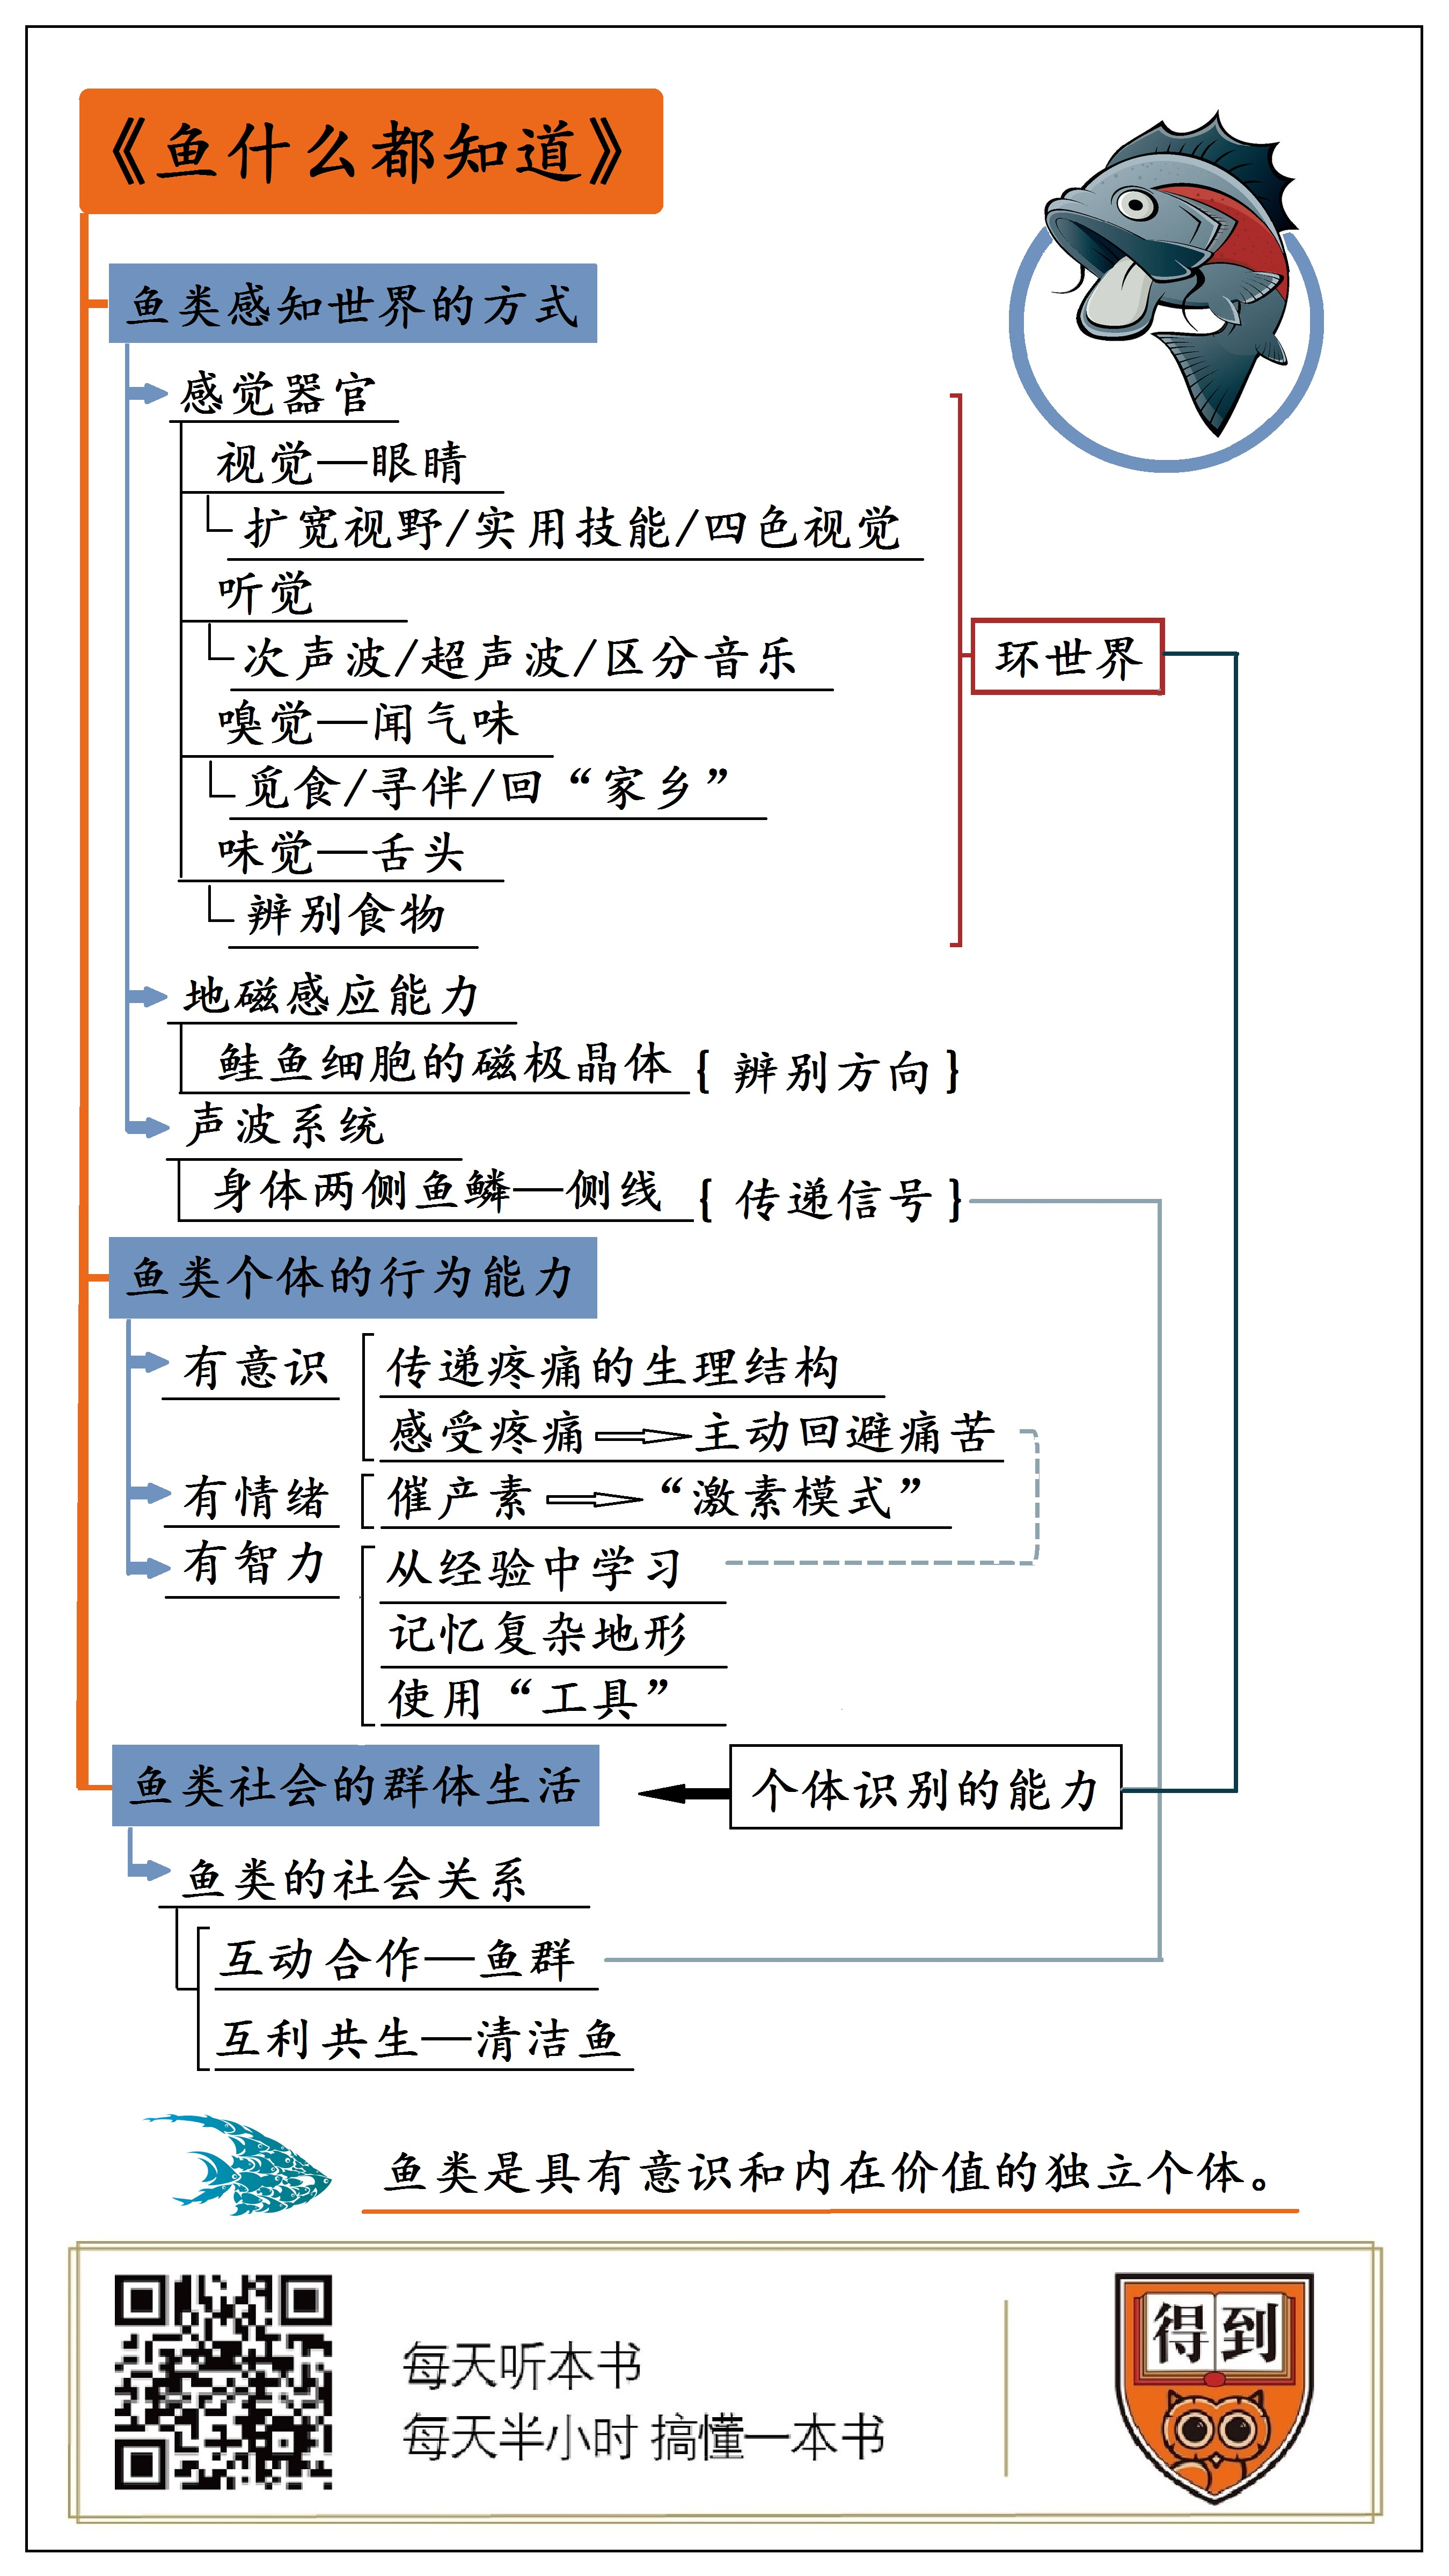 《鱼什么都知道》
鱼类感知世界的方式
感觉器官
视觉—眼睛
扩宽视野/实用技能/四色视觉
听觉
次声波/超声波/区分音乐
环世界
嗅觉—闻气味
觅食/寻伴/回“家乡”
味觉—舌头
辨别食物
地磁感应能力
鲑鱼细胞的磁极晶体{ 辨别方向 }
声波系统
身体两侧鱼鳞—侧线 { 传递信号 }
鱼类个体的行为能力
有意识 传递疼痛的生理结构
感受疼痛 主动回避痛苦
有情绪 催产素 “激素模式”
有智力 从经验中学习
记忆复杂地形
使用“工具”
鱼类社会的群体生活 个体识别的能力
鱼类的社会关系
互动合作—鱼群
互利共生—清洁鱼
鱼类是具有意识和内在价值的独立个体。
每天听本书
每天半小时 搞懂一本书
得到